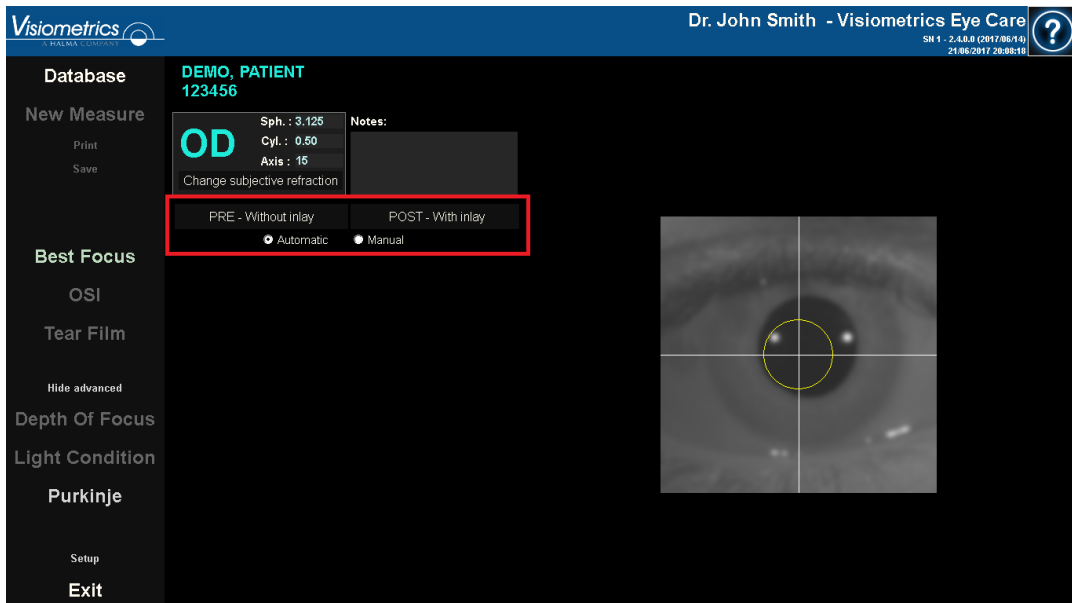 Visiometrics
A HALMA COMPANY
Dr. John Smith - Visiometrics Eye Care
SN 1 - 2.4.0.0 (2017/06/14)
21/06/2017 20:08:18
?
Database
New Measure
Print
Save
Best Focus
OSI
Tear Film
Hide advanced
Depth Of Focus
Light Condition
Purkinje
Setup
Exit
DEMO, PATIENT
123456
OD
Sph. : 3.125
Cyl. : 0.50
Axis : 15
Change subjective refraction
Notes:
PRE - Without inlay
POST - With inlay
Automatic
Manual